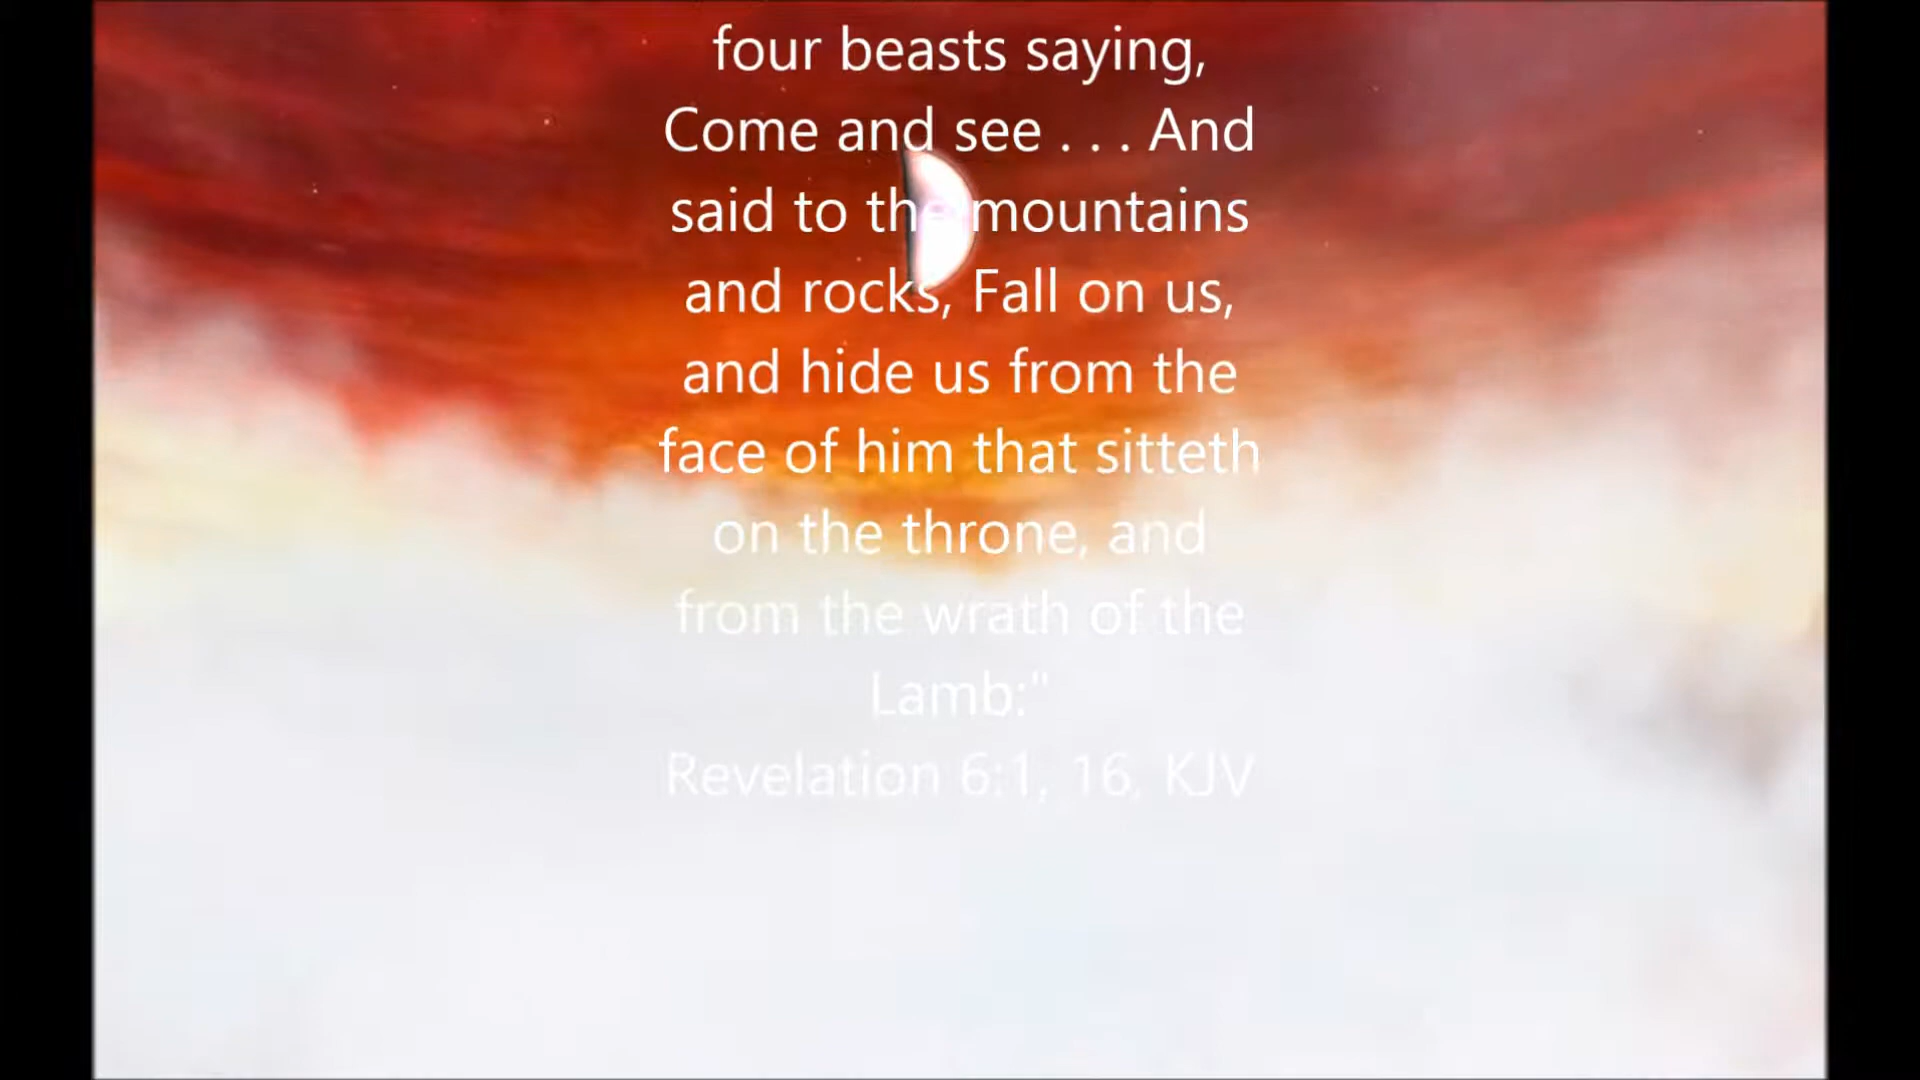 four beasts saying,
Come and see . . . And
said to the mountains
and rocks, Fall on us,
and hide us from the
face of him that sitteth
on the throne, and
from the wrath of the
Lamb:"
Revelation 6:1, 16, KJV